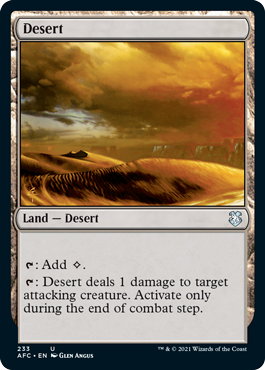 Desert
Land — Desert
: Add .
: Desert deals 1 damage to target
attacking creature. Activate only
during the end of combat step.
233 U
AFC • EN GLEN ANGUS
™ & © 2021 Wizards of the Coast